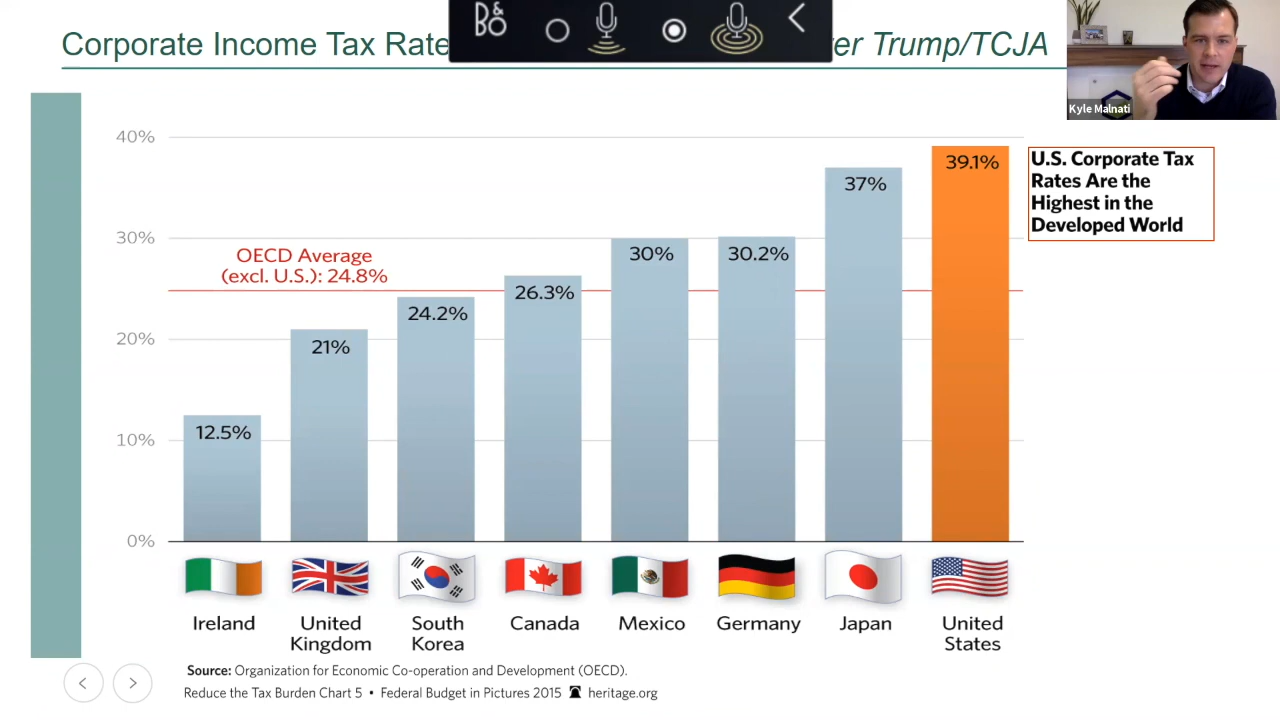 B&O
Corporate Income Tax Rate
er Trump/TCJA
Kyle Malnati
U.S. Corporate Tax
Rates Are the
Highest in the
Developed World
40%
30%
20%
10%
0%
OECD Average
(excl. U.S.): 24.8%
12.5%
21%
24.2%
26.3%
30%
30.2%
37%
39.1%
Ireland
United
Kingdom
South
Korea
Canada
Mexico
Germany
Japan
United
States
Source: Organization for Economic Co-operation and Development (OECD).
Reduce the Tax Burden Chart 5 • Federal Budget in Pictures 2015 heritage.org